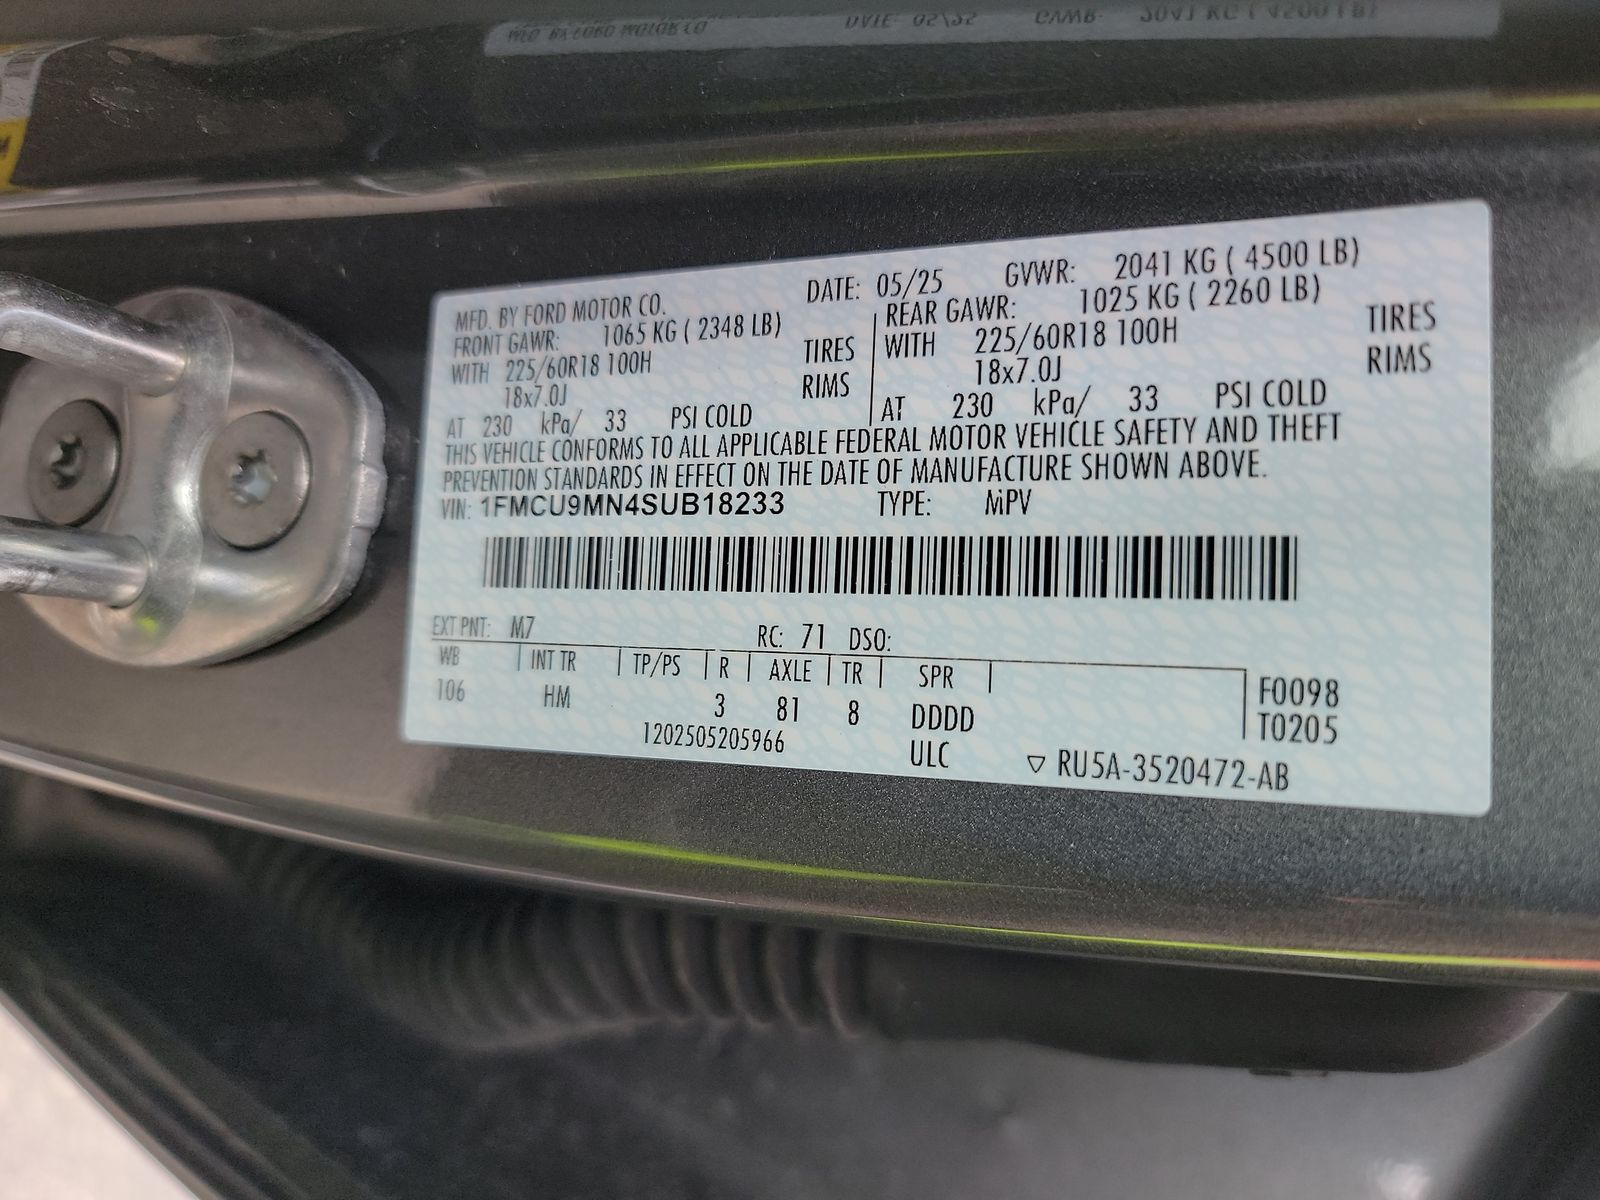 MFD. BY FORD MOTOR CO. DATE: 05/25 GVWR: 2041 KG ( 4500 LB)
FRONT GAWR: 1065 KG ( 2348 LB) REAR GAWR: 1025 KG ( 2260 LB)
WITH 225/60R18 100H TIRES WITH 225/60R18 100H TIRES
18x7.0J RIMS 18x7.0J RIMS
AT 230 kPa/ 33 PSI COLD AT 230 kPa/ 33 PSI COLD
THIS VEHICLE CONFORMS TO ALL APPLICABLE FEDERAL MOTOR VEHICLE SAFETY AND THEFT
PREVENTION STANDARDS IN EFFECT ON THE DATE OF MANUFACTURE SHOWN ABOVE.
VIN: 1FMCU9MN4SUB18233 TYPE: MPV
EXT PNT: M7 RC: 71 DSO:
WB | INT TR | TP/PS | R | AXLE | TR | SPR |
106 HM 3 81 8 DDDD F0098
T0205
1202505205966 ULC ▽ RU5A-3520472-AB